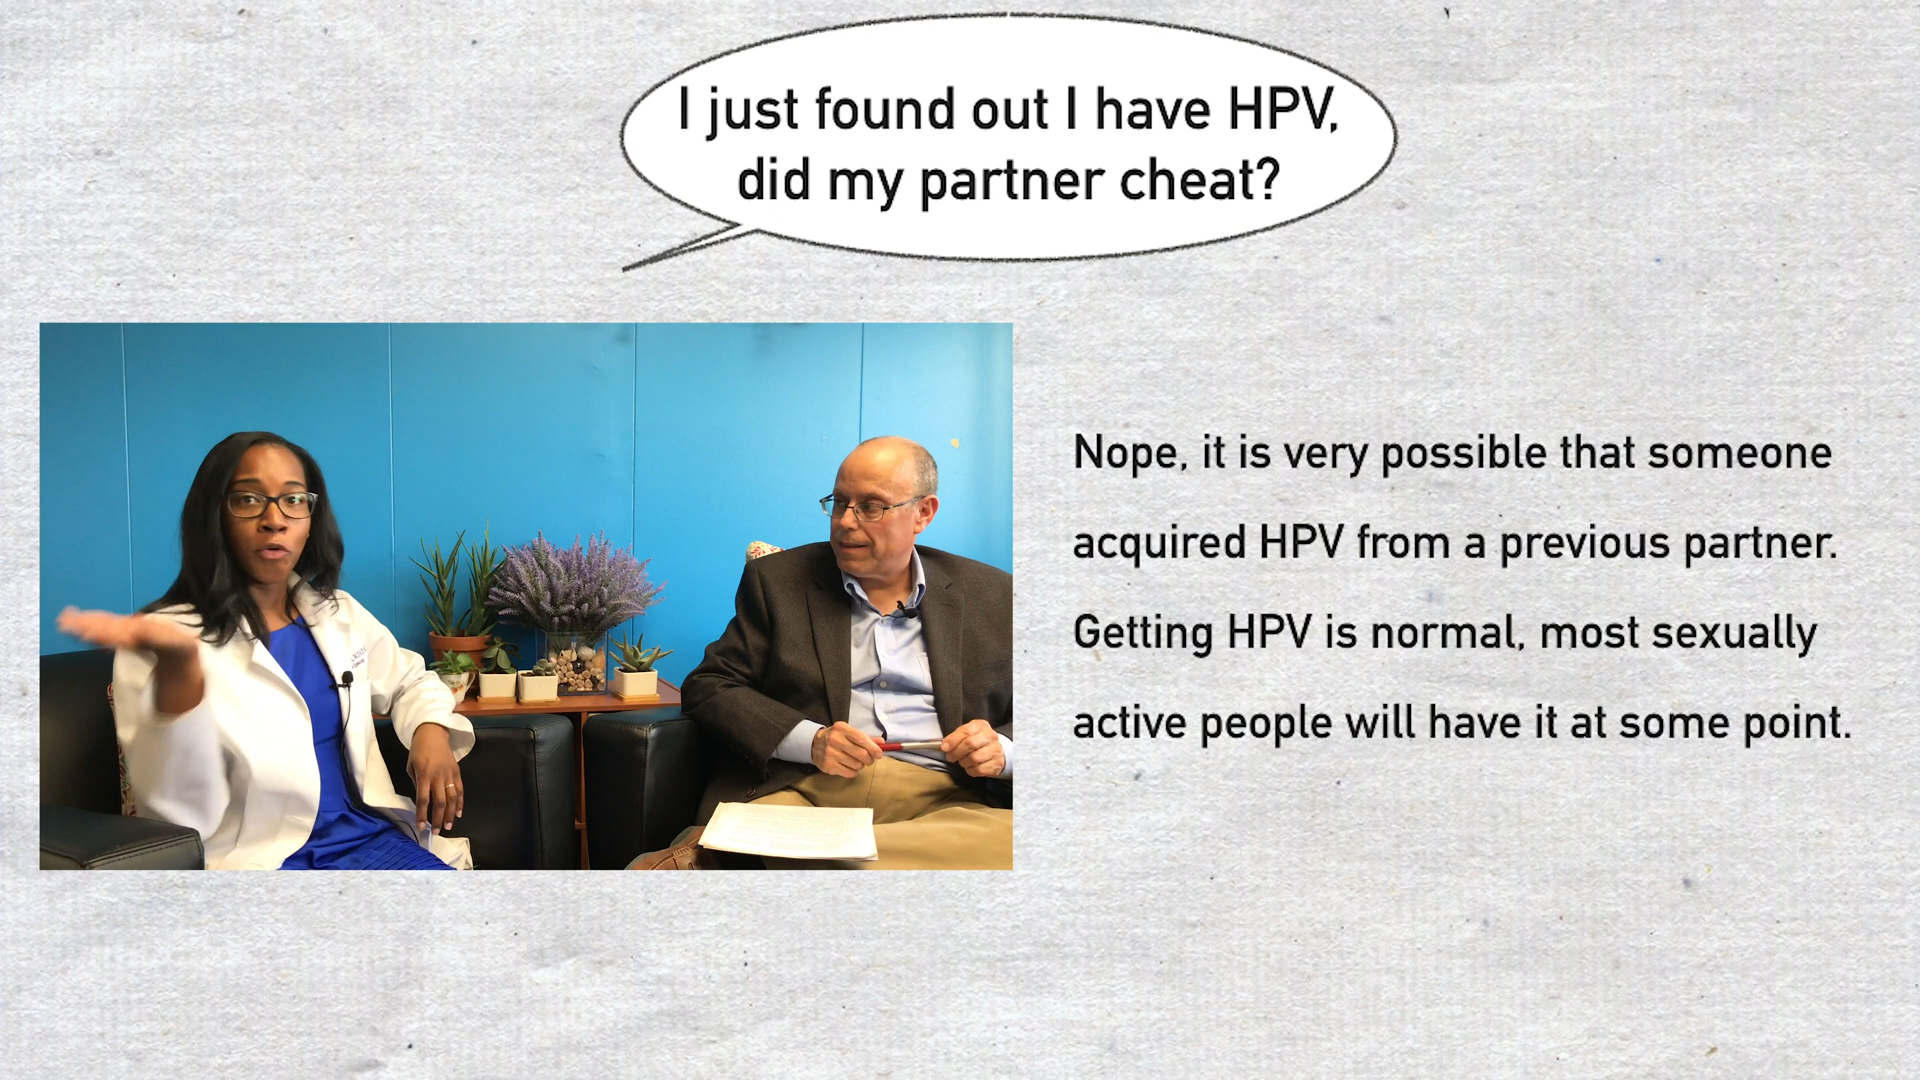 I just found out I have HPV,
did my partner cheat?
Nope, it is very possible that someone
acquired HPV from a previous partner.
Getting HPV is normal, most sexually
active people will have it at some point.